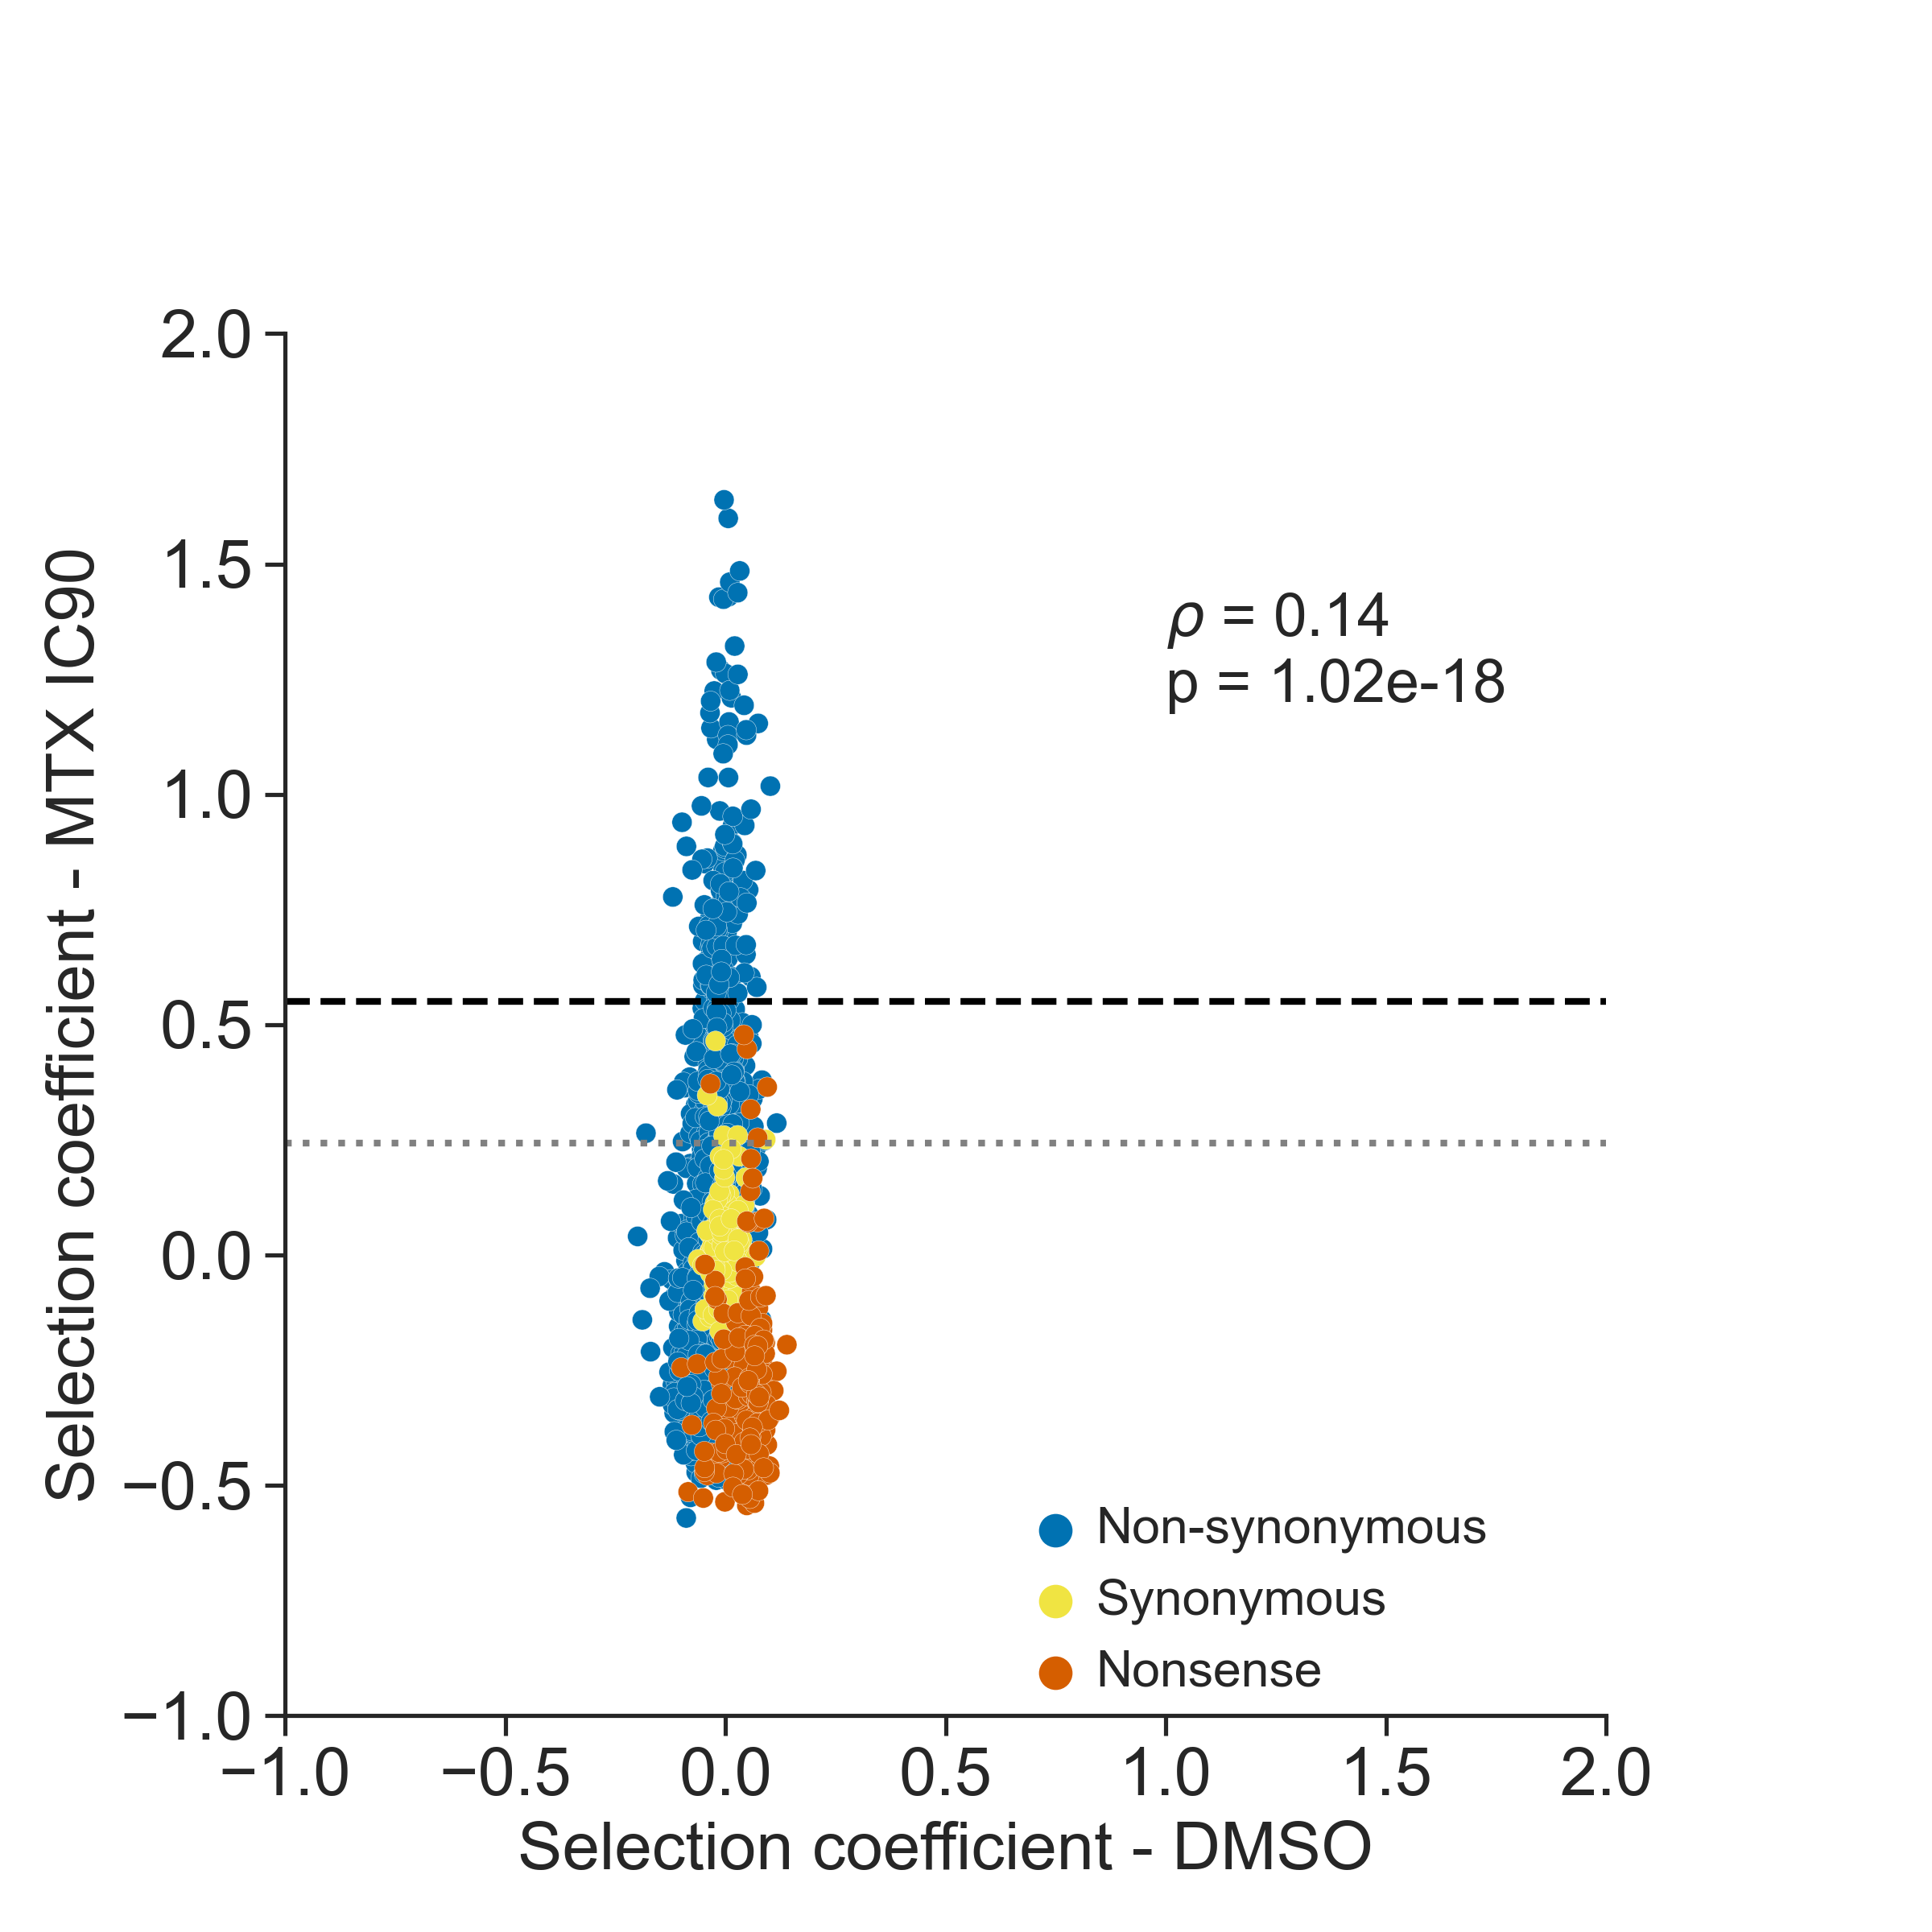 2.0
1.5
1.0
0.5
0.0
−0.5
−1.0
Selection coefficient - MTX IC90
ρ = 0.14
p = 1.02e-18
Non-synonymous
Synonymous
Nonsense
−1.0 −0.5 0.0 0.5 1.0 1.5 2.0
Selection coefficient - DMSO